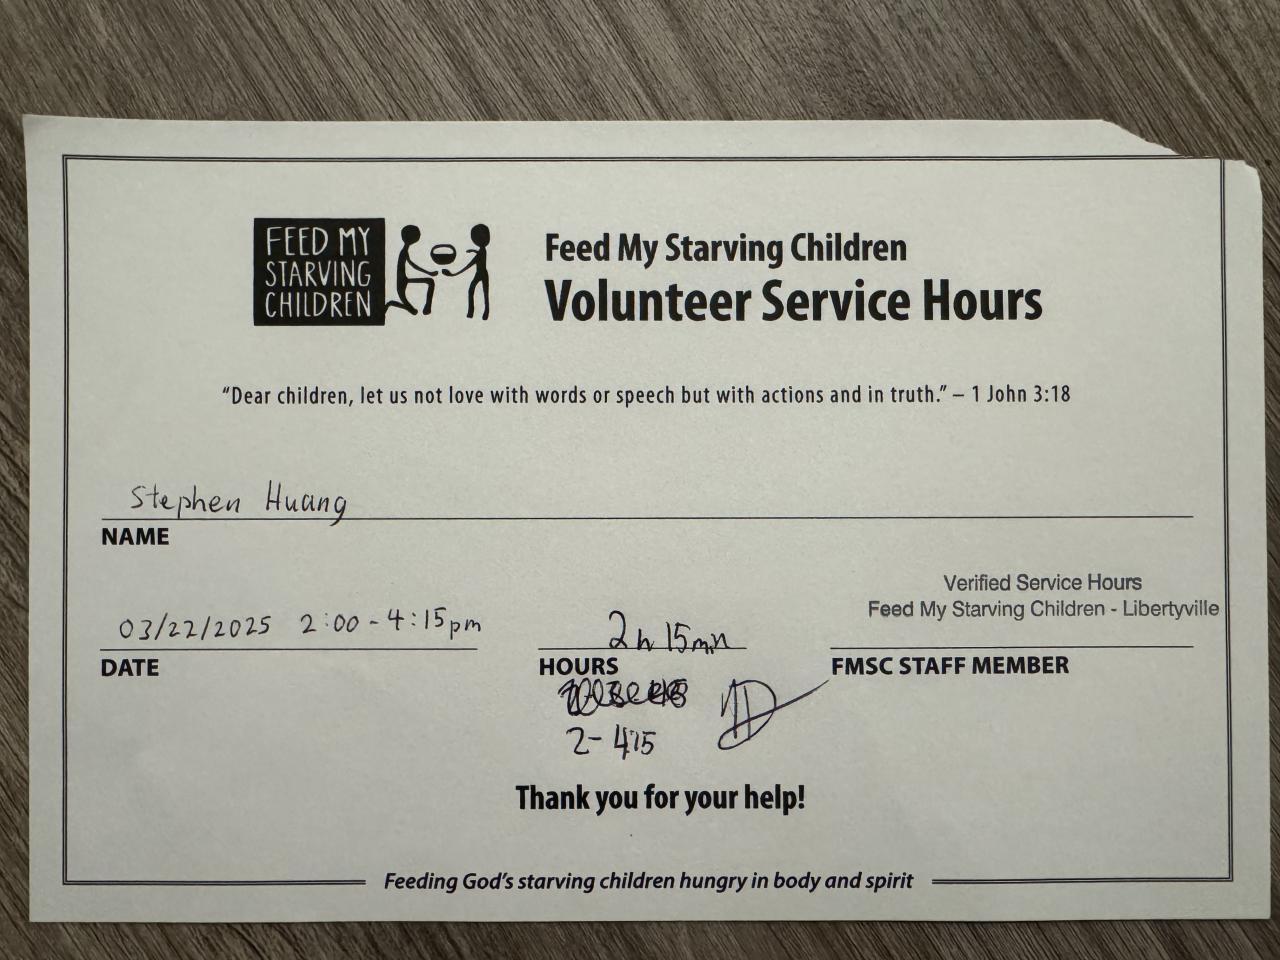 FEED MY
STARVING
CHILDREN
Feed My Starving Children
Volunteer Service Hours
“Dear children, let us not love with words or speech but with actions and in truth.” – 1 John 3:18
Stephen Huang
NAME
Verified Service Hours
Feed My Starving Children - Libertyville
03/22/2025 2:00 - 4:15pm
2h 15min
DATE
HOURS
FMSC STAFF MEMBER
2- 415
Thank you for your help!
Feeding God's starving children hungry in body and spirit